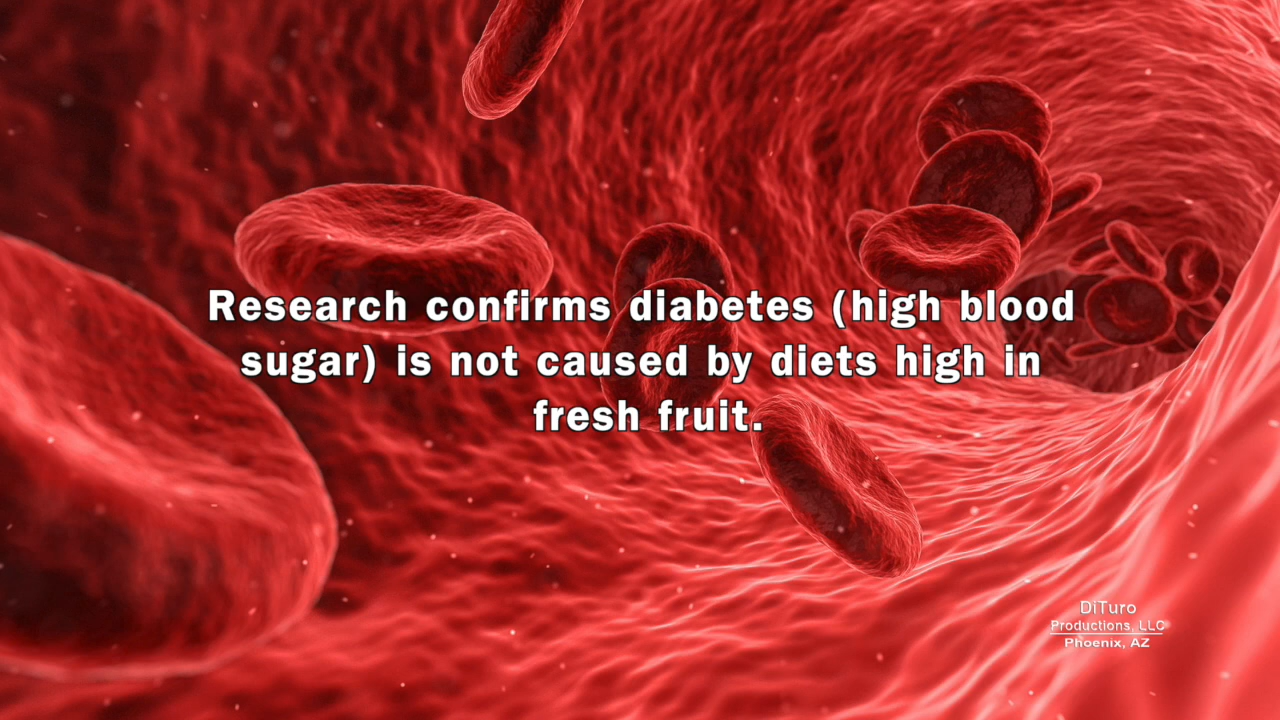 Research confirms diabetes (high blood
sugar) is not caused by diets high in
fresh fruit.
DiTuro
Productions, LLC
Phoenix, AZ